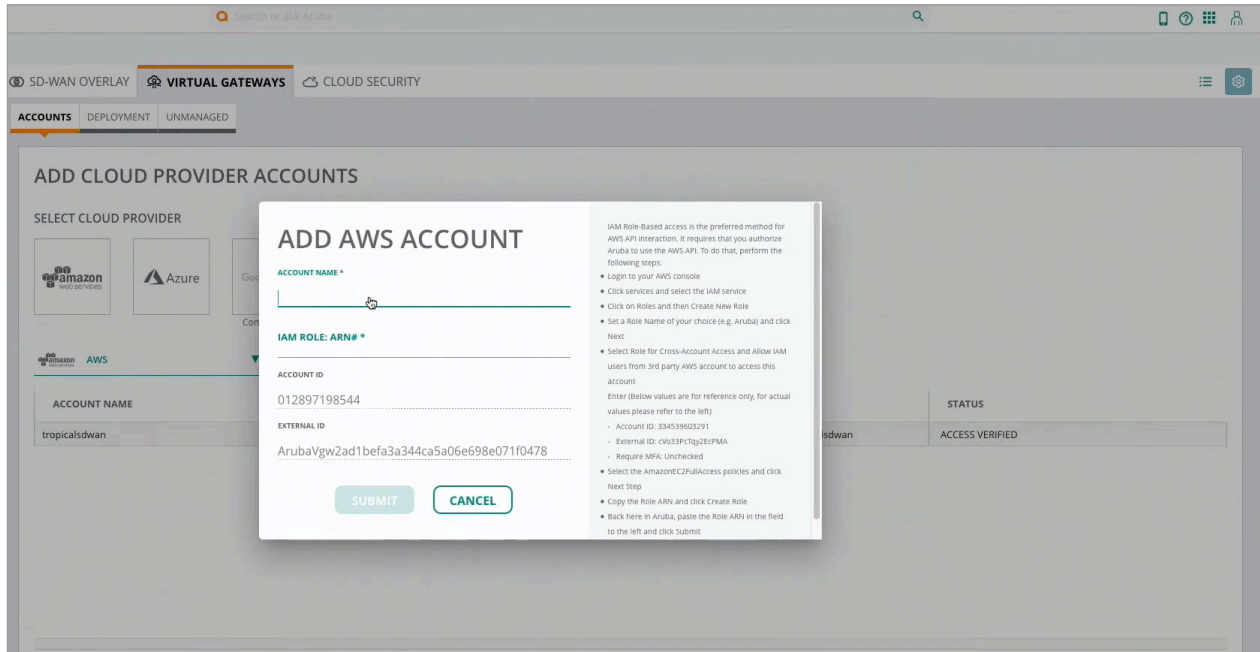 Search or ask Aruba
SD-WAN OVERLAY
VIRTUAL GATEWAYS
CLOUD SECURITY
ACCOUNTS
DEPLOYMENT
UNMANAGED
ADD CLOUD PROVIDER ACCOUNTS
SELECT CLOUD PROVIDER
amazon
web services
Azure
Goo
Com
amazon
web services
AWS
ACCOUNT NAME
STATUS
tropicalsdwan
lsdwan
ACCESS VERIFIED
ADD AWS ACCOUNT
ACCOUNT NAME *
IAM ROLE: ARN# *
ACCOUNT ID
012897198544
EXTERNAL ID
ArubaVgw2ad1befa3a344ca5a06e698e071f0478
SUBMIT
CANCEL
IAM Role-Based access is the preferred method for
AWS API interaction. It requires that you authorize
Aruba to use the AWS API. To do that, perform the
following steps:
• Login to your AWS console
• Click services and select the IAM service
• Click on Roles and then Create New Role
• Set a Role Name of your choice (e.g. Aruba) and click
Next
• Select Role for Cross-Account Access and Allow IAM
users from 3rd party AWS account to access this
account
Enter (Below values are for reference only, for actual
values please refer to the left)
- Account ID: 334539603291
- External ID: cVo33PcTqy2EcPMA
- Require MFA: Unchecked
• Select the AmazonEC2FullAccess policies and click
Next Step
• Copy the Role ARN and click Create Role
• Back here in Aruba, paste the Role ARN in the field
to the left and click Submit